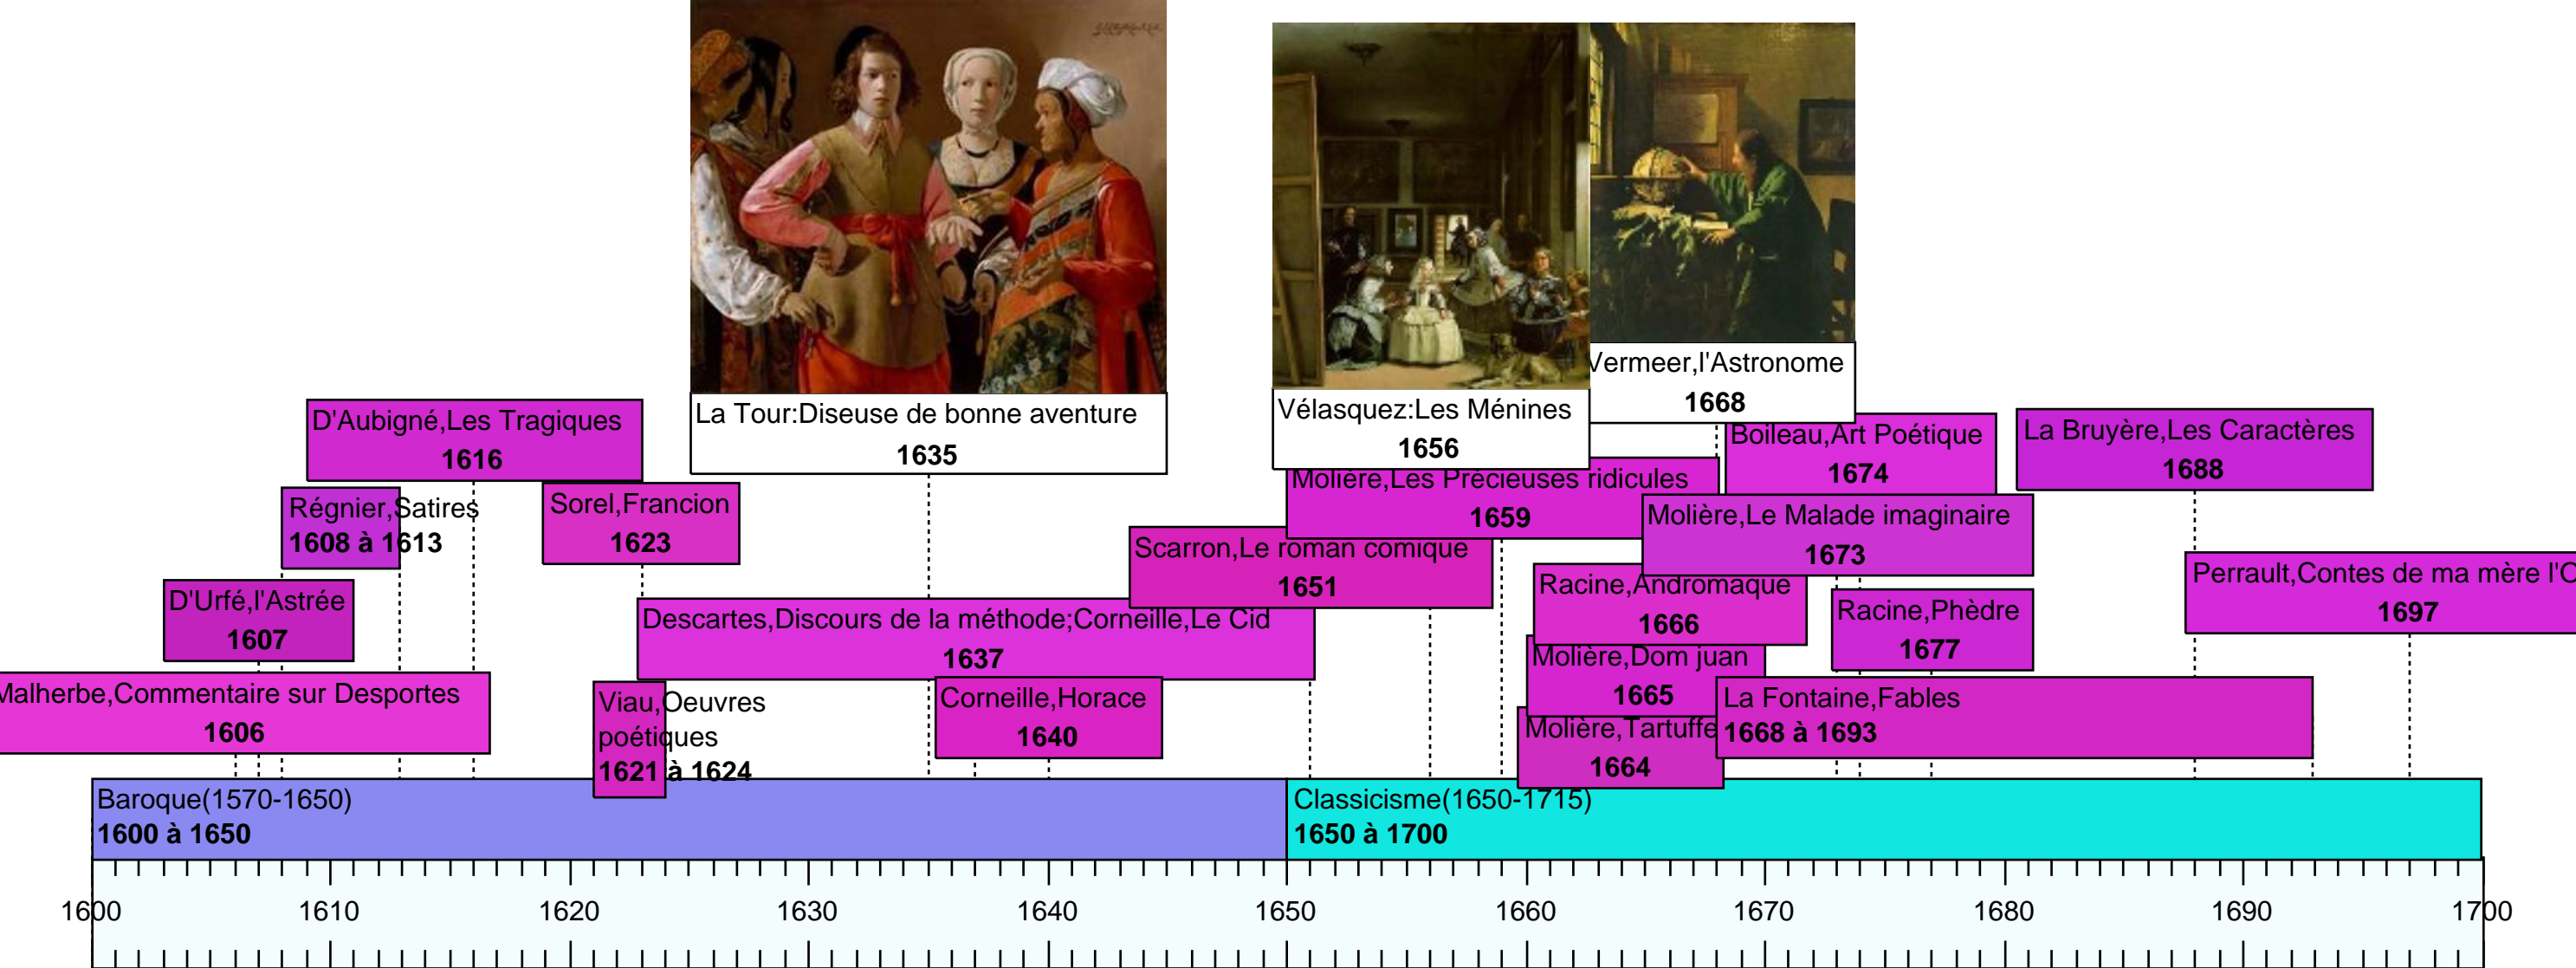 La Tour:Diseuse de bonne aventure
1635
Vélasquez:Les Ménines
1656
Vermeer,l'Astronome
1668
D'Aubigné,Les Tragiques
1616
Régnier,Satires
1608 à 1613
Sorel,Francion
1623
D'Urfé,l'Astrée
1607
Malherbe,Commentaire sur Desportes
1606
Viau,Oeuvres
poétiques
1621 à 1624
Descartes,Discours de la méthode;Corneille,Le Cid
1637
Corneille,Horace
1640
Scarron,Le roman comique
1651
Molière,Les Précieuses ridicules
1659
Boileau,Art Poétique
1674
Molière,Le Malade imaginaire
1673
Racine,Andromaque
1666
Molière,Dom juan
1665
Molière,Tartuffe
1664
Racine,Phèdre
1677
La Fontaine,Fables
1668 à 1693
La Bruyère,Les Caractères
1688
Perrault,Contes de ma mère
1697
Baroque(1570-1650)
1600 à 1650
Classicisme(1650-1715)
1650 à 1700
1600 1610 1620 1630 1640 1650 1660 1670 1680 1690 1700